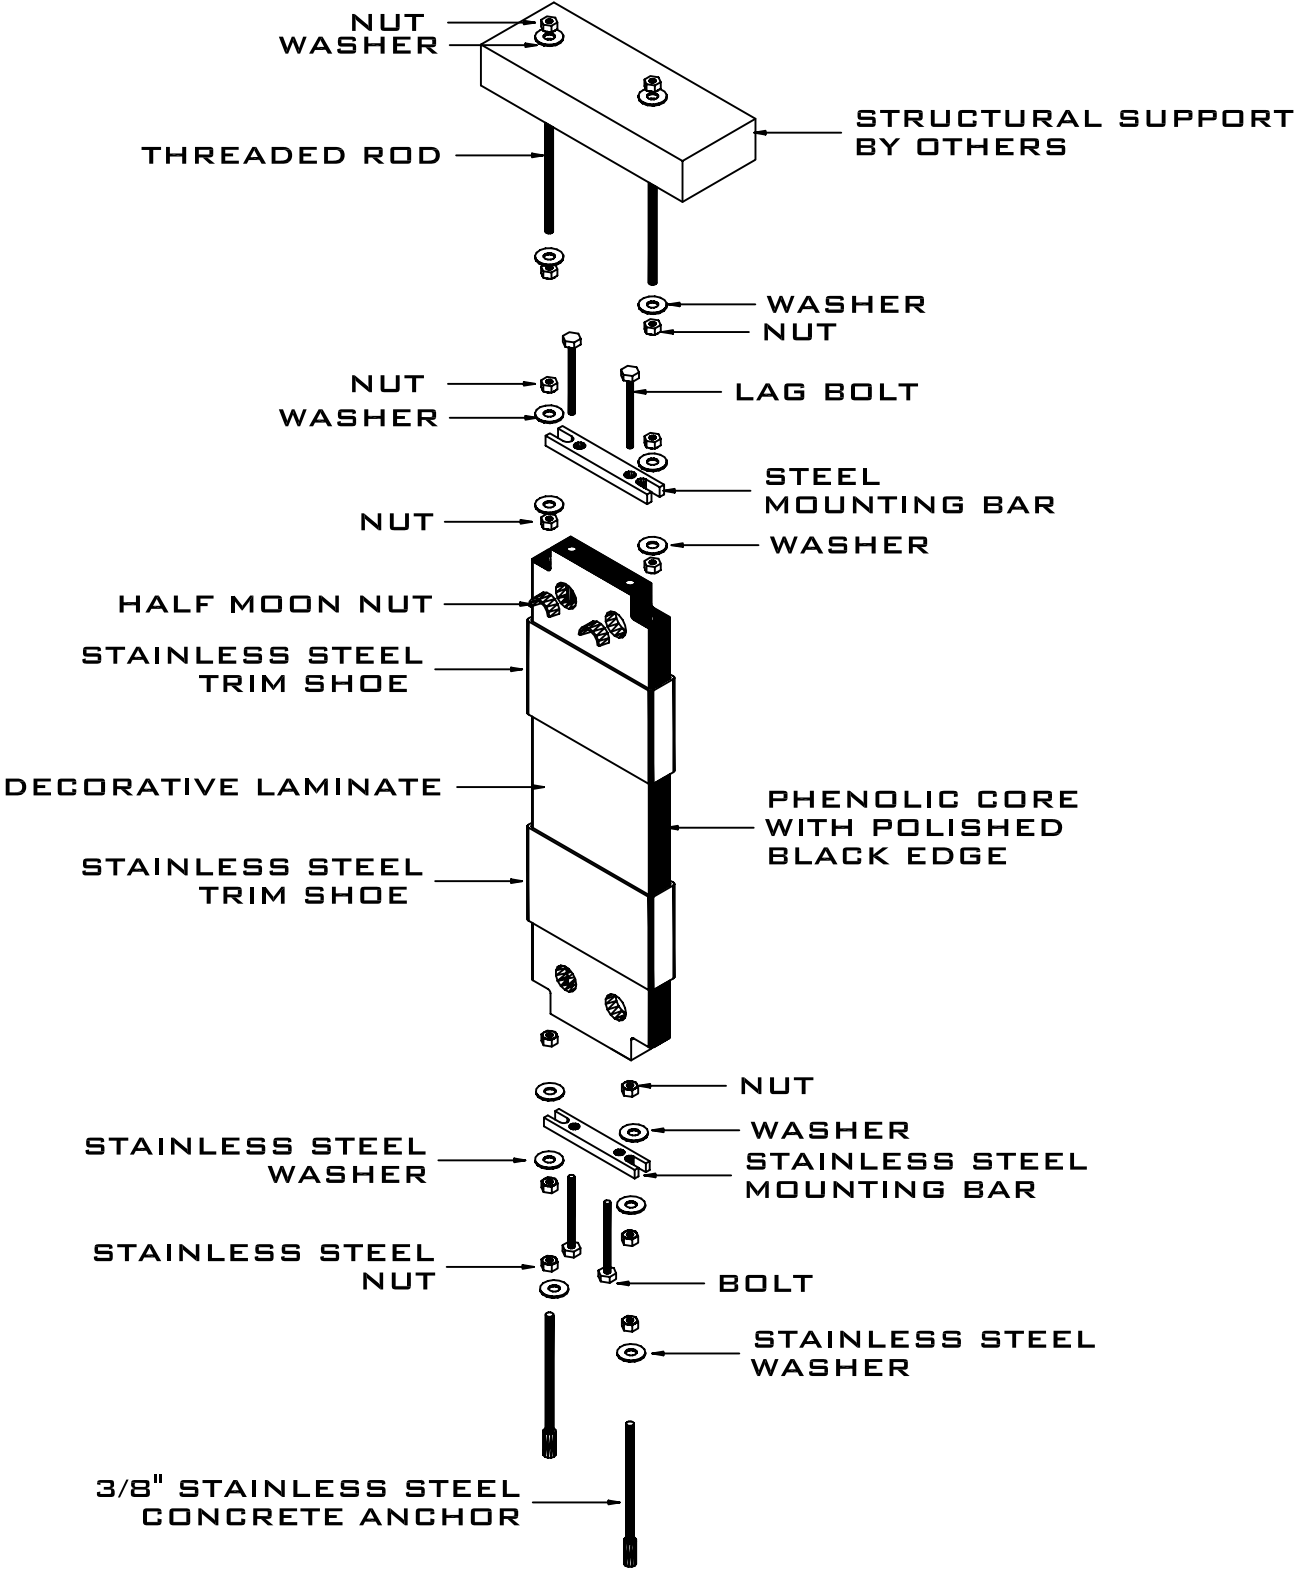 NUT
WASHER
STRUCTURAL SUPPORT
BY OTHERS
THREADED ROD
WASHER
NUT
NUT
LAG BOLT
WASHER
STEEL
MOUNTING BAR
NUT
WASHER
HALF MOON NUT
STAINLESS STEEL
TRIM SHOE
DECORATIVE LAMINATE
PHENOLIC CORE
WITH POLISHED
BLACK EDGE
STAINLESS STEEL
TRIM SHOE
NUT
WASHER
STAINLESS STEEL
WASHER
STAINLESS STEEL
MOUNTING BAR
STAINLESS STEEL
NUT
BOLT
STAINLESS STEEL
WASHER
3/8" STAINLESS STEEL
CONCRETE ANCHOR